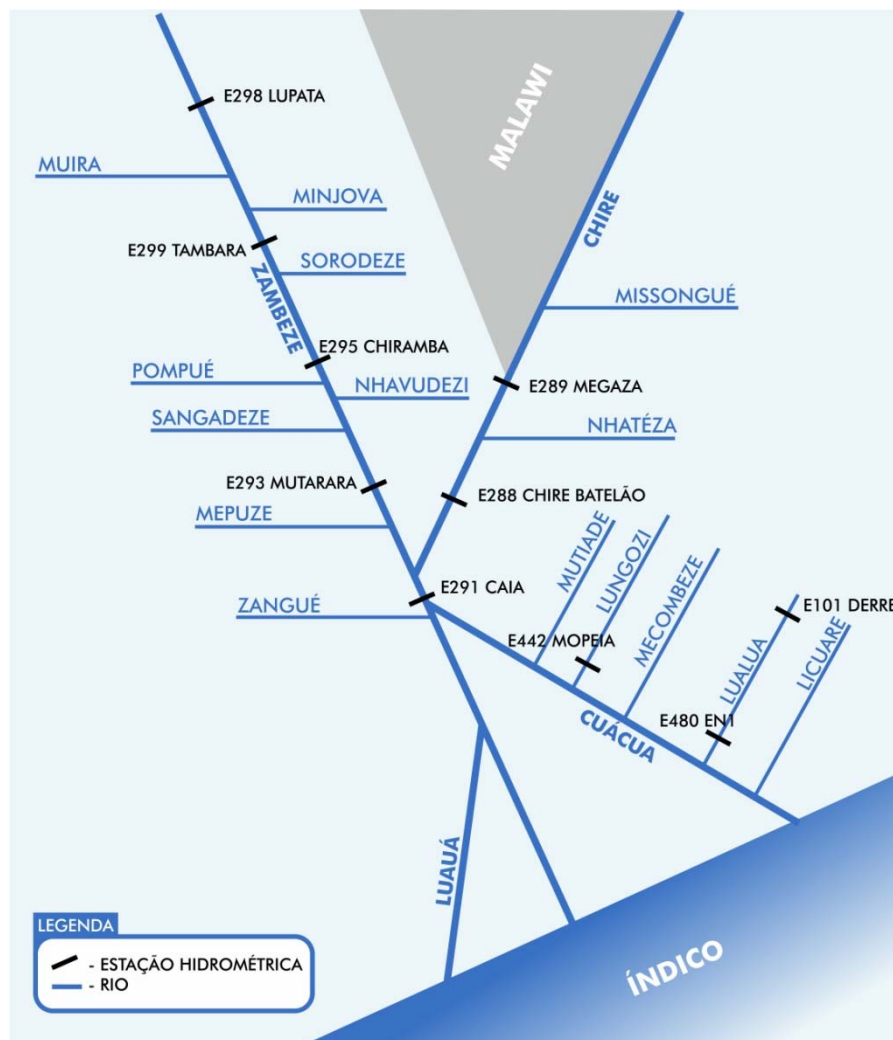 E298 LUPATA
MALAWI
MUIRA
MINJOVA
CHIRE
E299 TAMBARA
SORODEZE
ZAMBEZE
MISSONGUÉ
E295 CHIRAMBA
POMPUÉ
NHAVUDEZI
E289 MEGAZA
SANGADEZE
NHATÉZA
E293 MUTARARA
E288 CHIRE BATELÃO
MEPUZE
MUTIADE
LUNGOZI
MECOMBEZE
E291 CAIA
ZANGUÉ
E101 DERRE
E442 MOPEIA
LUALUA
LICUARE
E480 EN1
CUÁCUA
LUAUÁ
ÍNDICO
LEGENDA
- ESTAÇÃO HIDROMÉTRICA
- RIO